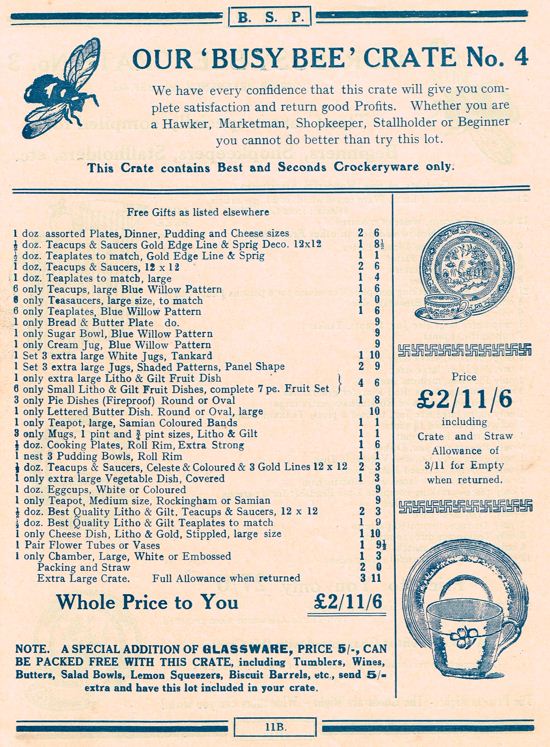 B. S. P.
OUR 'BUSY BEE' CRATE No. 4
We have every confidence that this crate will give you com-
plete satisfaction and return good Profits. Whether you are
a Hawker, Marketman, Shopkeeper, Stallholder or Beginner
you cannot do better than try this lot.
This Crate contains Best and Seconds Crockeryware only.
Free Gifts as listed elsewhere
1 doz. assorted Plates, Dinner, Pudding and Cheese sizes 2 6
½ doz. Teacups & Saucers Gold Edge Line & Sprig Deco. 12x12 1 8½
½ doz. Teaplates to match, Gold Edge Line & Sprig 1 1
1 doz. Teacups & Saucers, 12 x 12 2 6
1 doz. Teaplates to match, large 1 4
6 only Teacups, large Blue Willow Pattern 1 6
6 only Teasaucers, large size, to match 1 0
6 only Teaplates, Blue Willow Pattern 1 6
1 only Bread & Butter Plate do. 9
1 only Sugar Bowl, Blue Willow Pattern 9
1 only Cream Jug, Blue Willow Pattern 9
1 Set 3 extra large White Jugs, Tankard 1 10
1 Set 3 extra large Jugs, Shaded Patterns, Panel Shape 2 9
1 only extra large Litho & Gilt Fruit Dish
6 only Small Litho & Gilt Fruit Dishes, complete 7 pc. Fruit Set } 4 6
3 only Pie Dishes (Fireproof) Round or Oval 1 8
1 only Lettered Butter Dish. Round or Oval, large 10
1 only Teapot, large, Samian Coloured Bands 1 1
3 only Mugs, 1 pint and ¾ pint sizes, Litho & Gilt 1 1
½ doz. Cooking Plates, Roll Rim, Extra Strong 1 6
1 nest 3 Pudding Bowls, Roll Rim 1 1
½ doz. Teacups & Saucers, Celeste & Coloured & 3 Gold Lines 12 x 12 2 3
1 only extra large Vegetable Dish, Covered 1 3
1 doz. Eggcups, White or Coloured 9
1 only Teapot, Medium size, Rockingham or Samian 9
½ doz. Best Quality Litho & Gilt, Teacups & Saucers, 12 x 12 2 3
½ doz. Best Quality Litho & Gilt Teaplates to match 1 9
1 only Cheese Dish, Litho & Gold, Stippled, large size 1 10
1 Pair Flower Tubes or Vases 1 9½
1 only Chamber, Large, White or Embossed 1 3
Packing and Straw 2 0
Extra Large Crate. Full Allowance when returned 3 11
Whole Price to You £2/11/6
Price
£2/11/6
including
Crate and Straw
Allowance of
3/11 for Empty
when returned.
NOTE. A SPECIAL ADDITION OF GLASSWARE, PRICE 5/-, CAN
BE PACKED FREE WITH THIS CRATE, including Tumblers, Wines,
Butters, Salad Bowls, Lemon Squeezers, Biscuit Barrels, etc., send 5/-
extra and have this lot included in your crate.
11B.